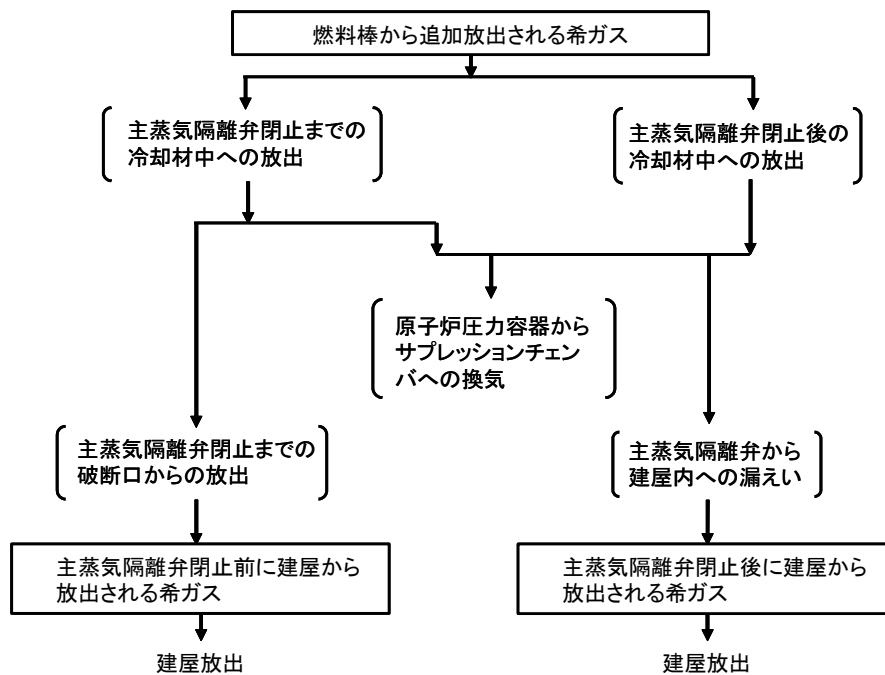 燃料棒から追加放出される希ガス
主蒸気隔離弁閉止までの
冷却材中への放出
主蒸気隔離弁閉止後の
冷却材中への放出
原子炉圧力容器から
サプレッションチェン
バへの換気
主蒸気隔離弁閉止までの
破断口からの放出
主蒸気隔離弁から
建屋内への漏えい
主蒸気隔離弁閉止前に建屋から
放出される希ガス
主蒸気隔離弁閉止後に建屋から
放出される希ガス
建屋放出
建屋放出